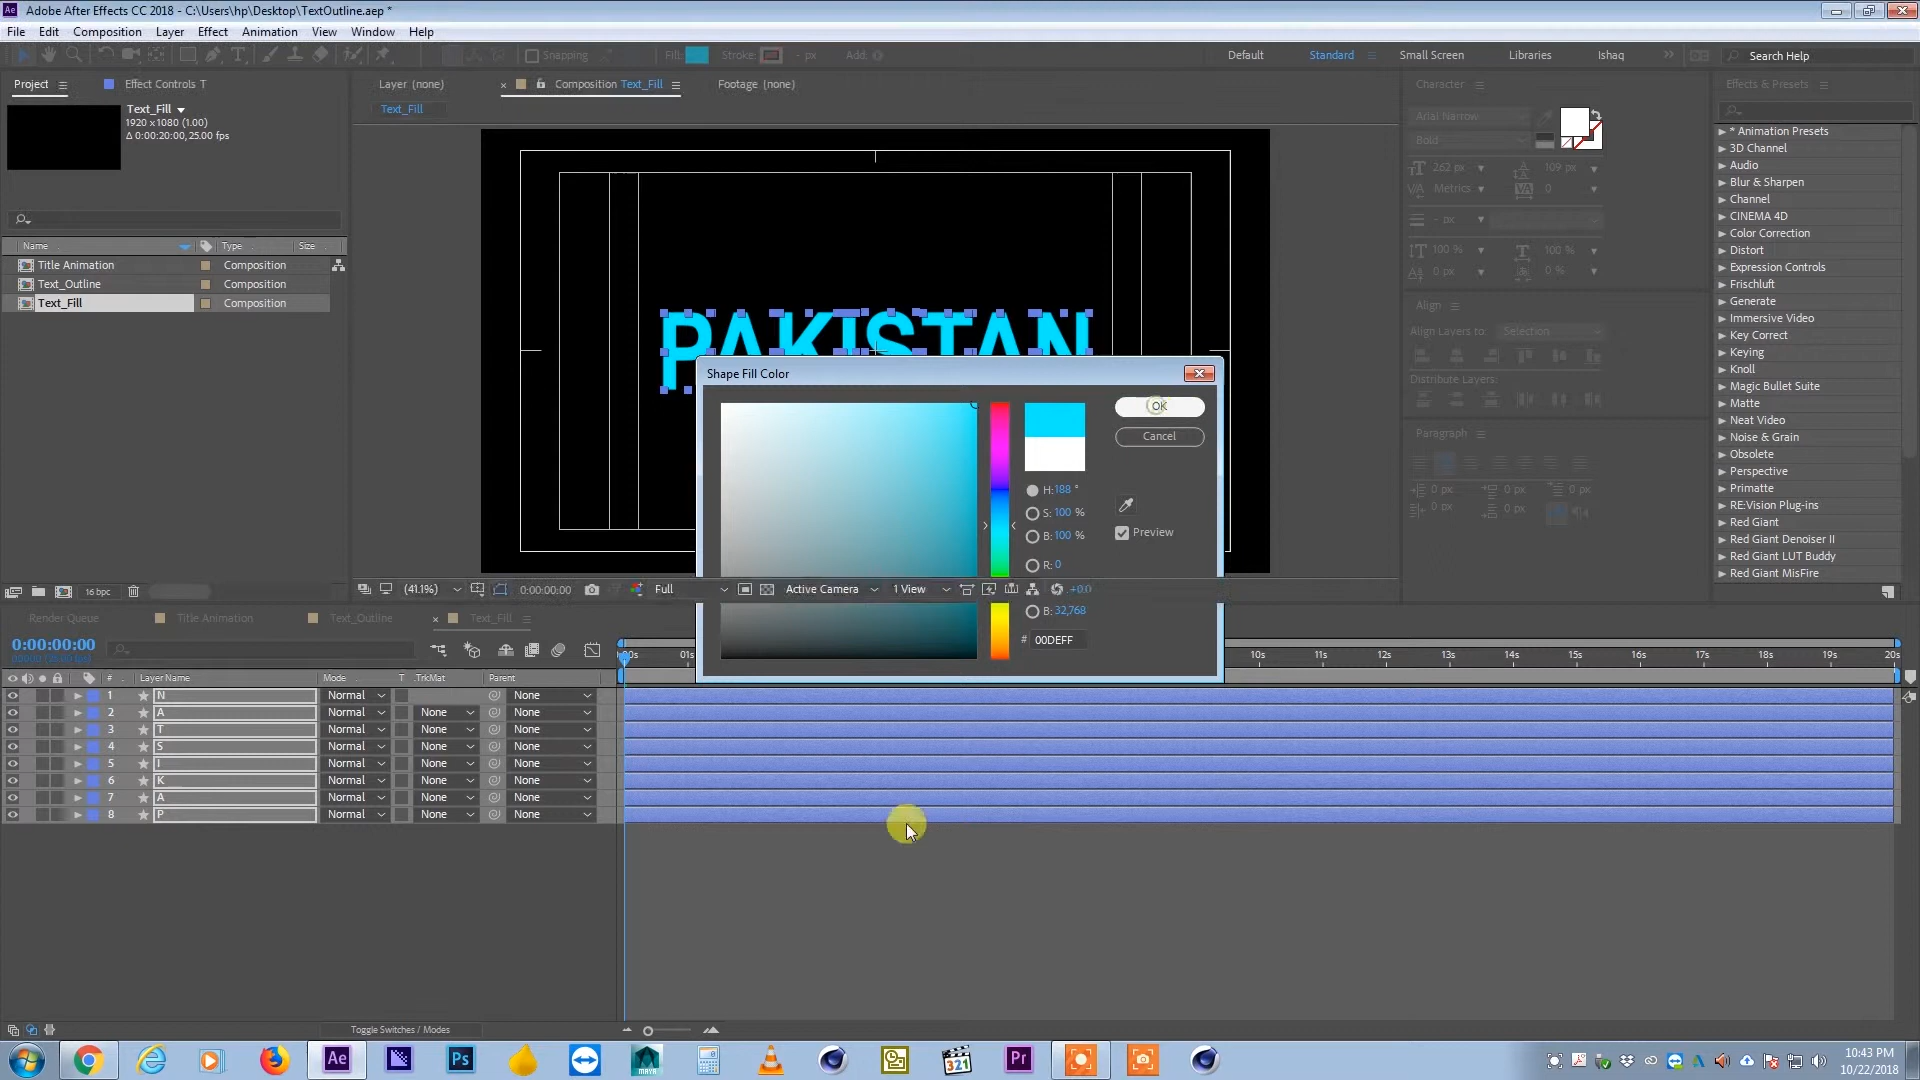 Adobe After Effects CC 2018 - C:\Users\hp\Desktop\TextOutline.aep *
File Edit Composition Layer Effect Animation View Window Help
Snapping Fill: Stroke: - px Add: Default Standard Small Screen Libraries Ishaq Search Help
Project Effect Controls T Layer (none) Composition Text_Fill Footage (none) Character Effects & Presets
Text_Fill
1920 x 1080 (1.00)
Δ 0:00:20:00, 25.00 fps
Text_Fill
Name Type Size
Title Animation Composition
Text_Outline Composition
Text_Fill Composition
16 bpc
PAKISTAN
Shape Fill Color
OK
Cancel
H: 188 °
S: 100 %
B: 100 %
Preview
R: 0
B: 32,768
# 00DEFF
(41.1%) 0:00:00:00 Full Active Camera 1 View +0.0
Arial Narrow
Bold
262 px 109 px
Metrics 0
- px
100 % 100 %
0 px 0 %
Align
Align Layers to: Selection
Distribute Layers:
Paragraph
0 px 0 px 0 px
0 px 0 px
* Animation Presets
3D Channel
Audio
Blur & Sharpen
Channel
CINEMA 4D
Color Correction
Distort
Expression Controls
Frischluft
Generate
Immersive Video
Key Correct
Keying
Knoll
Magic Bullet Suite
Matte
Neat Video
Noise & Grain
Obsolete
Perspective
Primatte
RE:Vision Plug-ins
Red Giant
Red Giant Denoiser II
Red Giant LUT Buddy
Red Giant MisFire
Render Queue Title Animation Text_Outline Text_Fill
0:00:00:00
00s 01s 10s 11s 12s 13s 14s 15s 16s 17s 18s 19s 20s
# Layer Name Mode T .TrkMat Parent
1 N Normal None
2 A Normal None None
3 T Normal None None
4 S Normal None None
5 I Normal None None
6 K Normal None None
7 A Normal None None
8 P Normal None None
Toggle Switches / Modes
Ae Ps MAYA 321 Pr
10:43 PM
10/22/2018